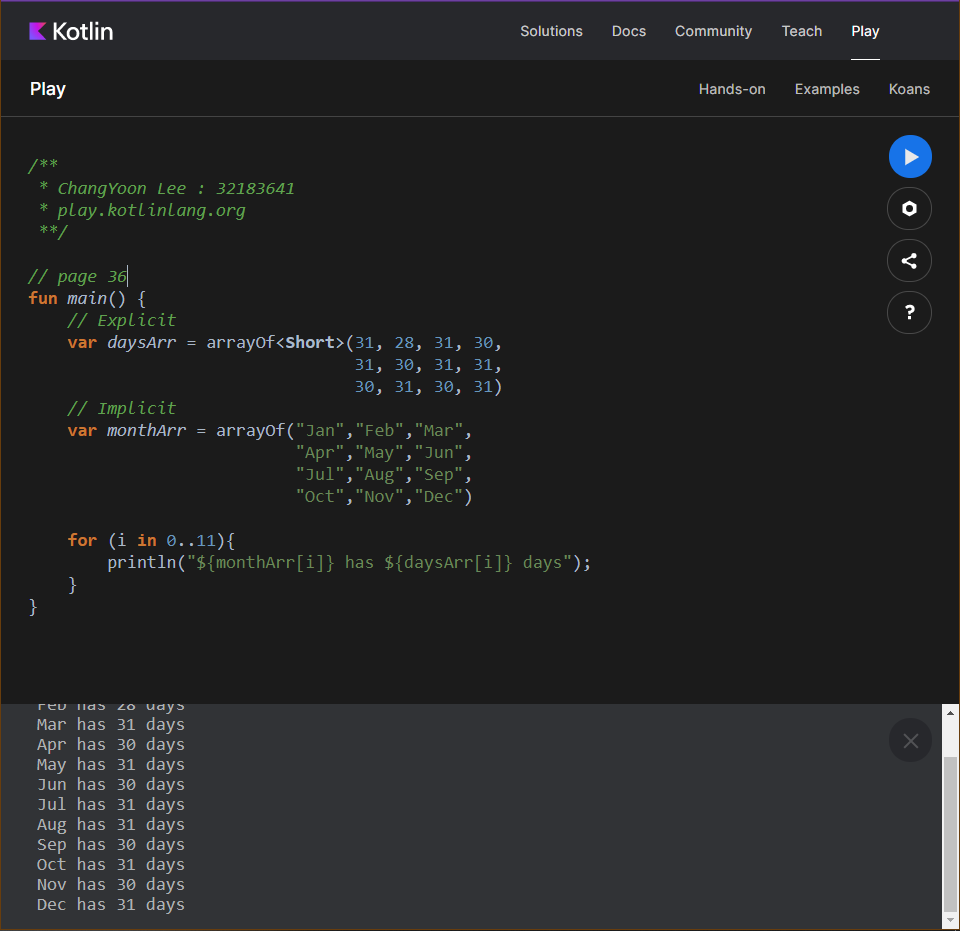 Kotlin
Solutions Docs Community Teach Play
Play
Hands-on Examples Koans
/**
 * ChangYoon Lee : 32183641
 * play.kotlinlang.org
 **/
// page 36
fun main() {
    // Explicit
    var daysArr = arrayOf<Short>(31, 28, 31, 30,
                                 31, 30, 31, 31,
                                 30, 31, 30, 31)
    // Implicit
    var monthArr = arrayOf("Jan","Feb","Mar",
                           "Apr","May","Jun",
                           "Jul","Aug","Sep",
                           "Oct","Nov","Dec")
    for (i in 0..11){
        println("${monthArr[i]} has ${daysArr[i]} days");
    }
}
?
Feb has 28 days
Mar has 31 days
Apr has 30 days
May has 31 days
Jun has 30 days
Jul has 31 days
Aug has 31 days
Sep has 30 days
Oct has 31 days
Nov has 30 days
Dec has 31 days